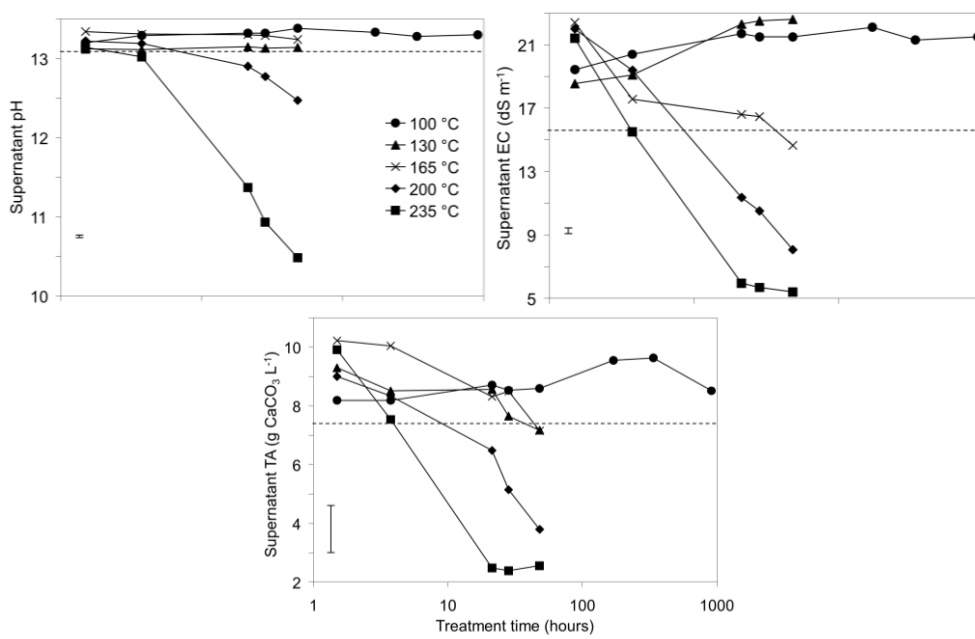 13
12
11
10
Supernatant pH
100 °C
130 °C
165 °C
200 °C
235 °C
21
17
13
9
5
Supernatant EC (dS m⁻¹)
10
8
6
4
2
Supernatant TA (g CaCO₃ L⁻¹)
1
10
100
1000
Treatment time (hours)